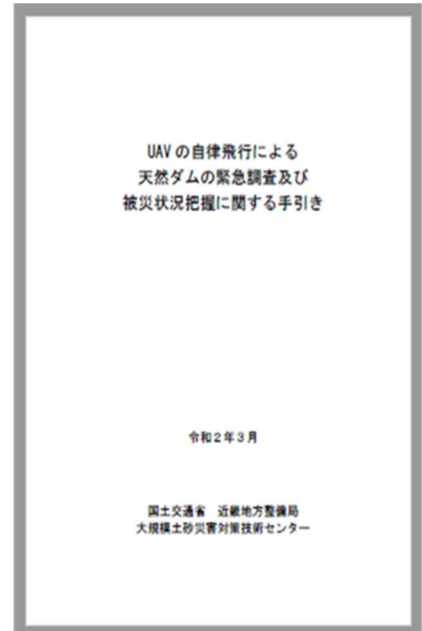 UAVの自律飛行による
天然ダムの緊急調査及び
被災状況把握に関する手引き
令和2年3月
国土交通省 近畿地方整備局
大規模土砂災害対策技術センター